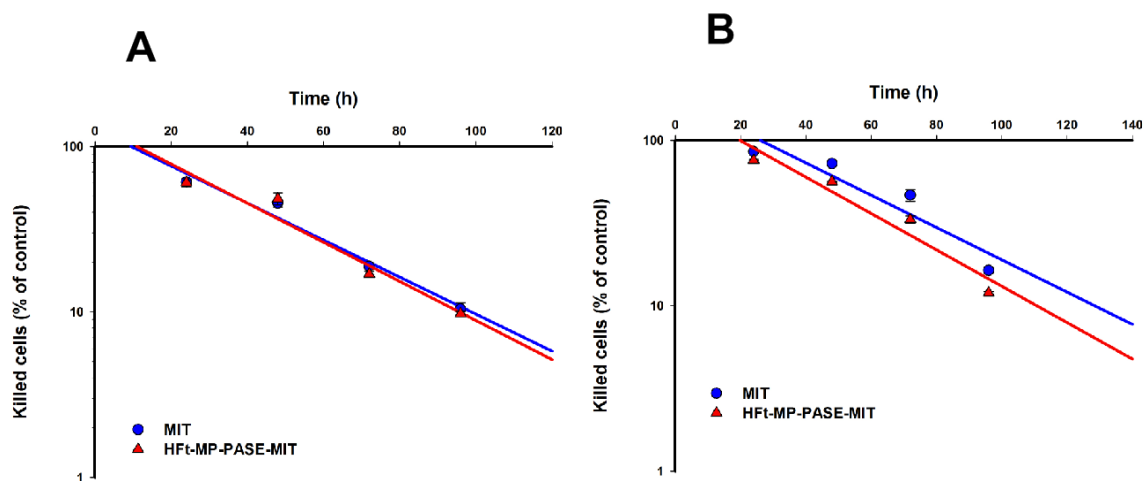 A
Time (h)
0 20 40 60 80 100 120
100
10
1
Killed cells (% of control)
MIT
HFt-MP-PASE-MIT
B
Time (h)
0 20 40 60 80 100 120 140
100
10
1
Killed cells (% of control)
MIT
HFt-MP-PASE-MIT